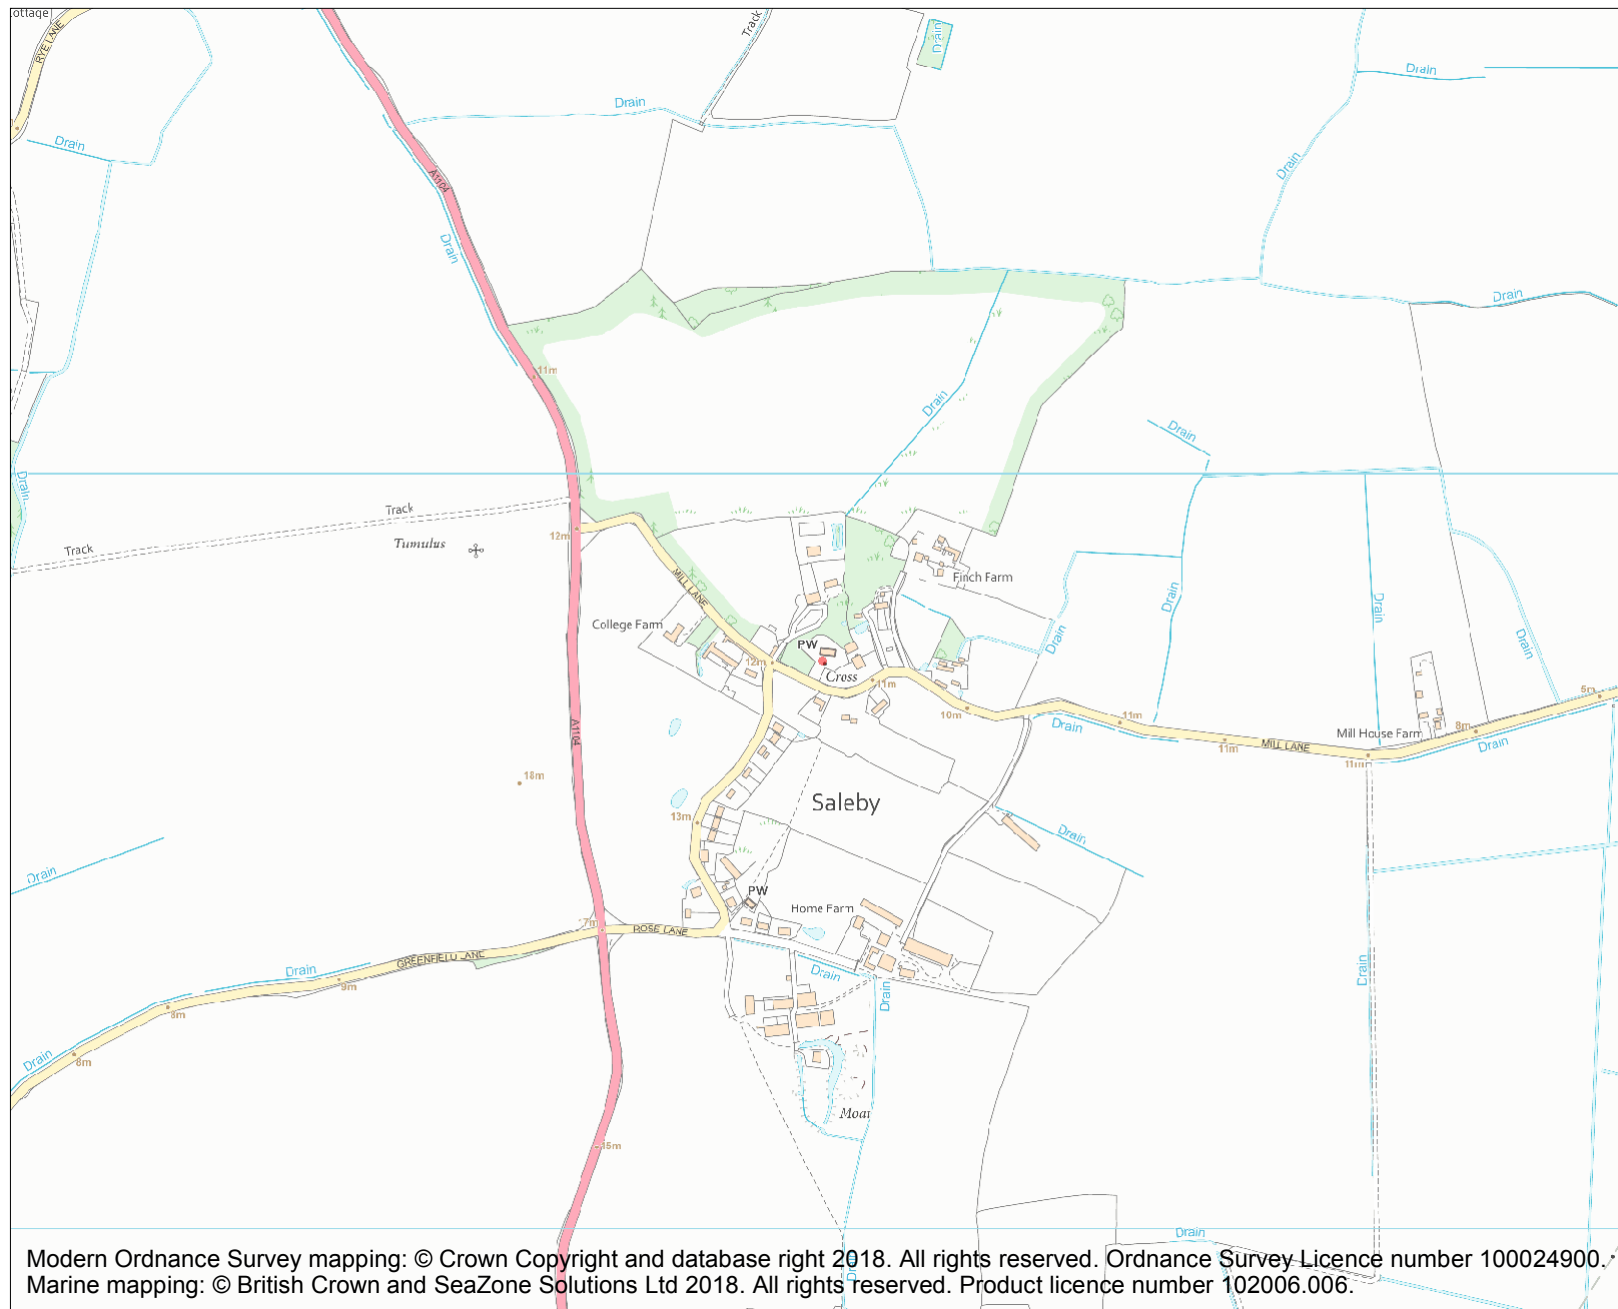 ottage
RYE LANE
Track
Drain
Drain
Drain
Drain
A1104
Drain
Drain
Drain
11m
Drain
Drain
Drain
Track
Track
12m
Tumulus
MILL LANE
Finch Farm
College Farm
PW
12m
Cross
11m
10m
Drain
Drain
Drain
Drain
Drain
11m
11m
MILL LANE
Mill House Farm
8m
11m
Drain
A1104
18m
13m
Saleby
Drain
Drain
PW
Home Farm
ROSE LANE
GREENFIELD LANE
Drain
9m
8m
Drain
8m
Drain
Drain
Drain
Moat
15m
Drain
Drain
Modern Ordnance Survey mapping: © Crown Copyright and database right 2018. All rights reserved. Ordnance Survey Licence number 100024900.
Marine mapping: © British Crown and SeaZone Solutions Ltd 2018. All rights reserved. Product licence number 102006.006.